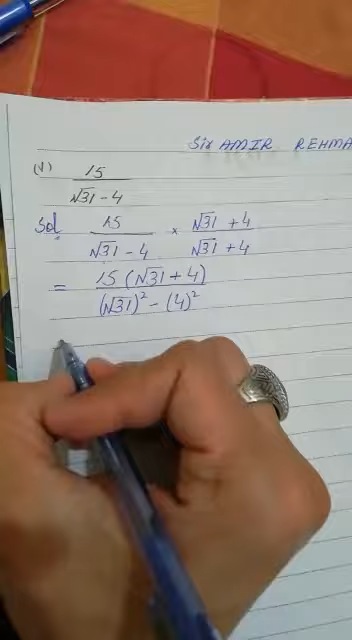 Sir AMIR REHMA
(V) 15 / √31 - 4
Sol 15 / √31 - 4 × √31 + 4 / √31 + 4
= 15 (√31 + 4) / (√31)² - (4)²